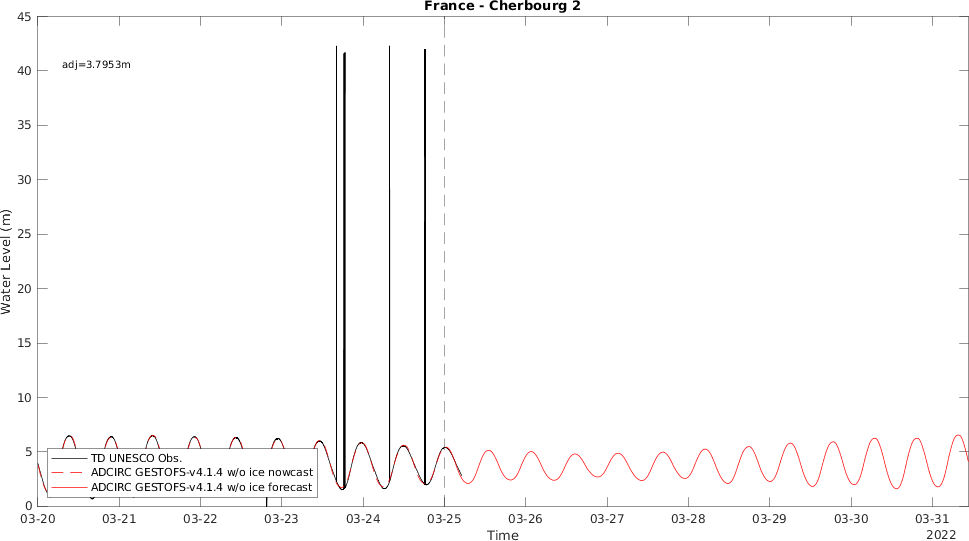 France - Cherbourg 2
45
40
35
30
25
20
15
10
5
0
adj=3.7953m
Water Level (m)
TD UNESCO Obs.
ADCIRC GESTOFS-v4.1.4 w/o ice nowcast
ADCIRC GESTOFS-v4.1.4 w/o ice forecast
03-20 03-21 03-22 03-23 03-24 03-25 03-26 03-27 03-28 03-29 03-30 03-31
Time
2022